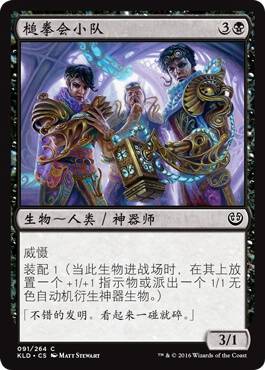 槌拳会小队 3
生物～人类／神器师
威慑
装配 1（当此生物进战场时，在其上放
置一个 +1/+1 指示物或派出一个 1/1 无
色自动机衍生神器生物。）
「不错的发明。看起来一碰就碎。」
3/1
091/264 C
KLD • CS MATT STEWART
™ & © 2016 Wizards of the Coast